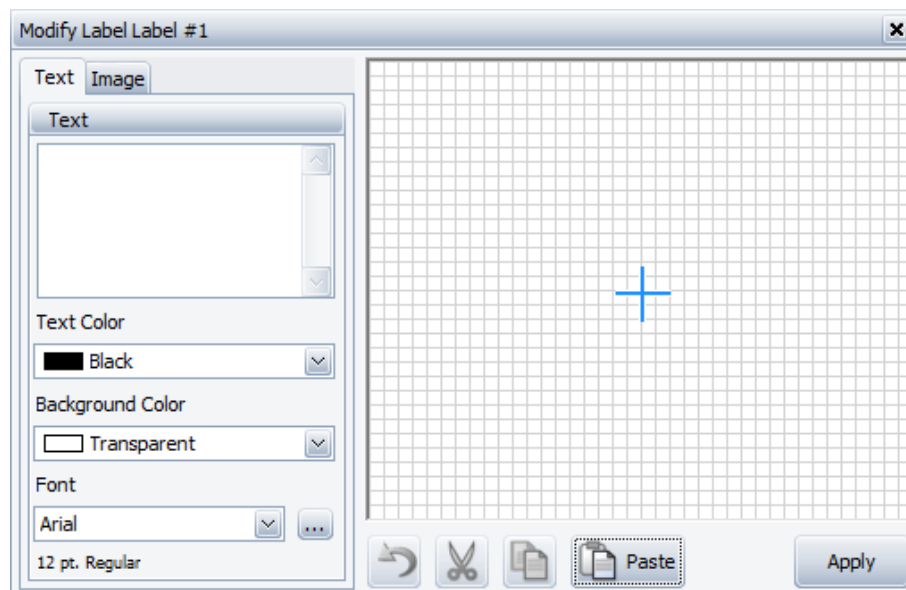 Modify Label Label #1
Text Image
Text
Text Color
Black
Background Color
Transparent
Font
Arial
...
12 pt. Regular
Paste
Apply